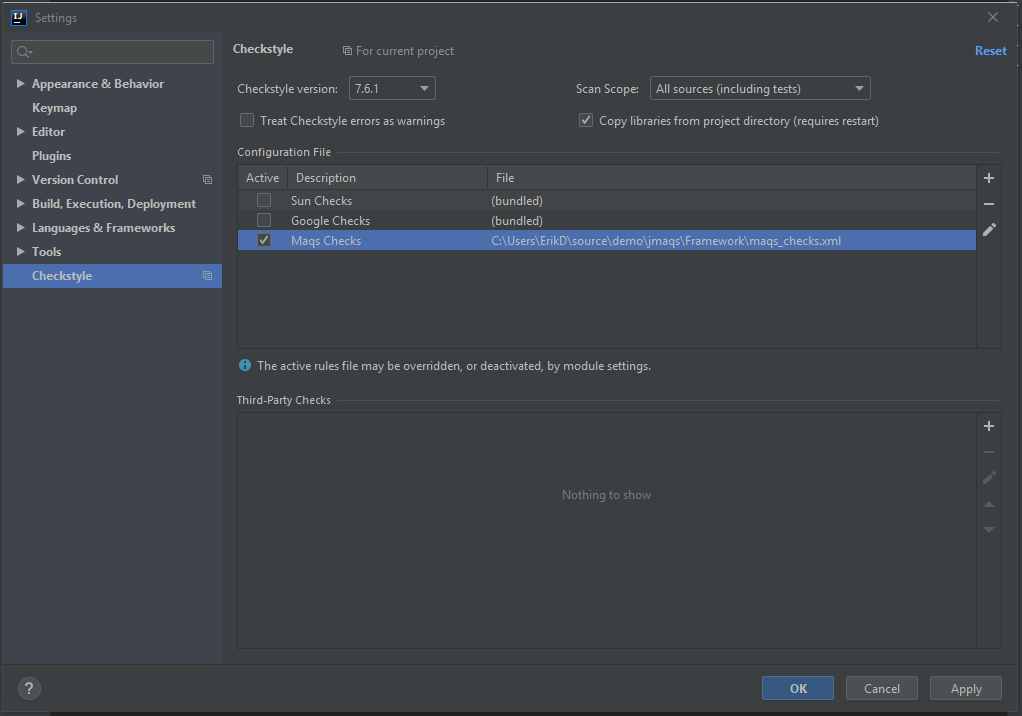 IJ
Settings
Appearance & Behavior
Keymap
Editor
Plugins
Version Control
Build, Execution, Deployment
Languages & Frameworks
Tools
Checkstyle
Checkstyle For current project Reset
Checkstyle version: 7.6.1 Scan Scope: All sources (including tests)
Treat Checkstyle errors as warnings Copy libraries from project directory (requires restart)
Configuration File
Active Description File
Sun Checks (bundled)
Google Checks (bundled)
Maqs Checks C:\Users\ErikD\source\demo\jmaqs\Framework\maqs_checks.xml
The active rules file may be overridden, or deactivated, by module settings.
Third-Party Checks
Nothing to show
? OK Cancel Apply